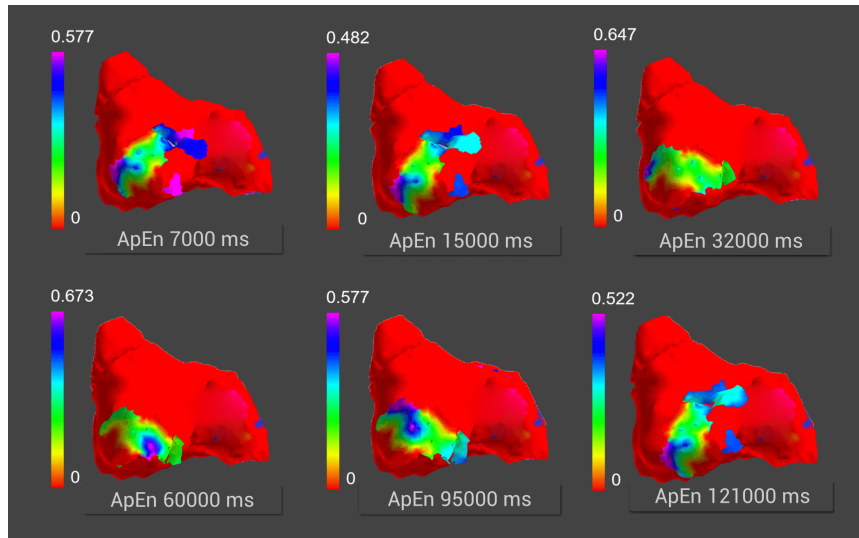 0.577
0
ApEn 7000 ms
0.482
0
ApEn 15000 ms
0.647
0
ApEn 32000 ms
0.673
0
ApEn 60000 ms
0.577
0
ApEn 95000 ms
0.522
0
ApEn 121000 ms